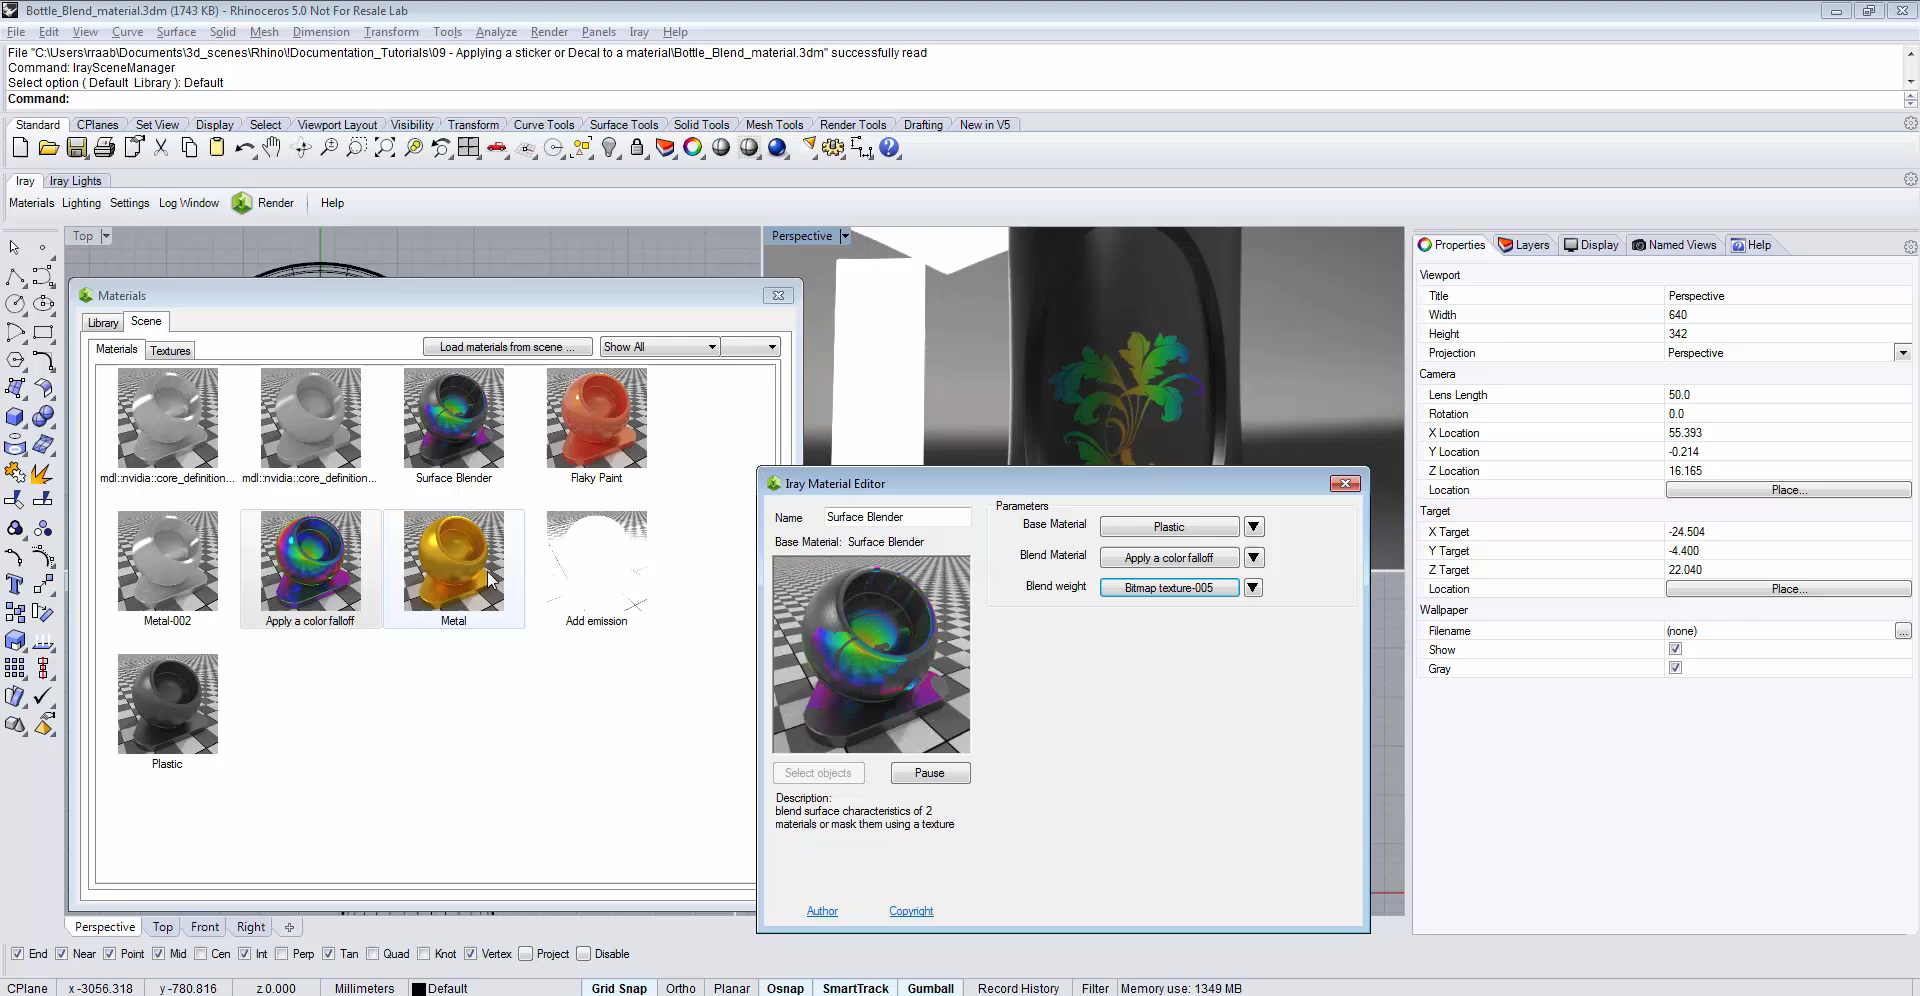 Bottle_Blend_material.3dm (1743 KB) - Rhinoceros 5.0 Not For Resale Lab
File Edit View Curve Surface Solid Mesh Dimension Transform Tools Analyze Render Panels Iray Help
File "C:\Users\rraab\Documents\3d_scenes\Rhino\!Documentation_Tutorials\09 - Applying a sticker or Decal to a material\Bottle_Blend_material.3dm" successfully read
Command: IraySceneManager
Select option ( Default Library ): Default
Command:
Standard CPlanes Set View Display Select Viewport Layout Visibility Transform Curve Tools Surface Tools Solid Tools Mesh Tools Render Tools Drafting New in V5
Iray Iray Lights
Materials Lighting Settings Log Window Render Help
Top
Perspective
Materials
Library Scene
Materials Textures Load materials from scene ... Show All
mdl::nvidia::core_definition... mdl::nvidia::core_definition... Surface Blender Flaky Paint
Metal-002 Apply a color falloff Metal Add emission
Plastic
Iray Material Editor
Name Surface Blender
Base Material: Surface Blender
Parameters
Base Material Plastic
Blend Material Apply a color falloff
Blend weight Bitmap texture-005
Select objects Pause
Description:
blend surface characteristics of 2
materials or mask them using a texture
Author Copyright
Properties Layers Display Named Views Help
Viewport
Title Perspective
Width 640
Height 342
Projection Perspective
Camera
Lens Length 50.0
Rotation 0.0
X Location 55.393
Y Location -0.214
Z Location 16.165
Location Place...
Target
X Target -24.504
Y Target -4.400
Z Target 22.040
Location Place...
Wallpaper
Filename (none) ...
Show
Gray
Perspective Top Front Right
End Near Point Mid Cen Int Perp Tan Quad Knot Vertex Project Disable
CPlane x -3056.318 y -780.816 z 0.000 Millimeters Default Grid Snap Ortho Planar Osnap SmartTrack Gumball Record History Filter Memory use: 1349 MB